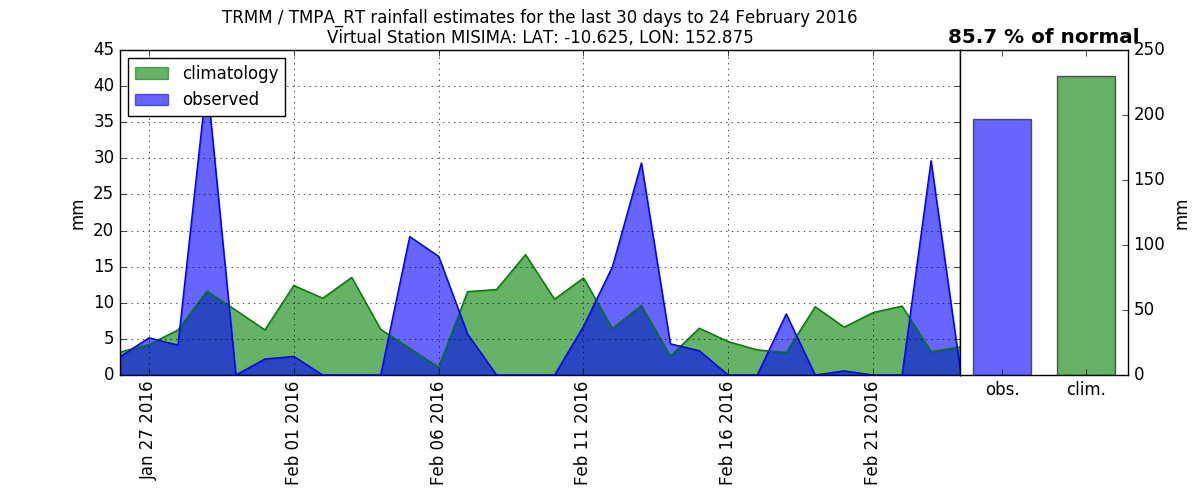 TRMM / TMPA_RT rainfall estimates for the last 30 days to 24 February 2016
Virtual Station MISIMA: LAT: -10.625, LON: 152.875
85.7 % of normal
climatology
observed
mm
45
40
35
30
25
20
15
10
5
0
Jan 27 2016
Feb 01 2016
Feb 06 2016
Feb 11 2016
Feb 16 2016
Feb 21 2016
250
200
150
100
50
0
mm
obs.
clim.